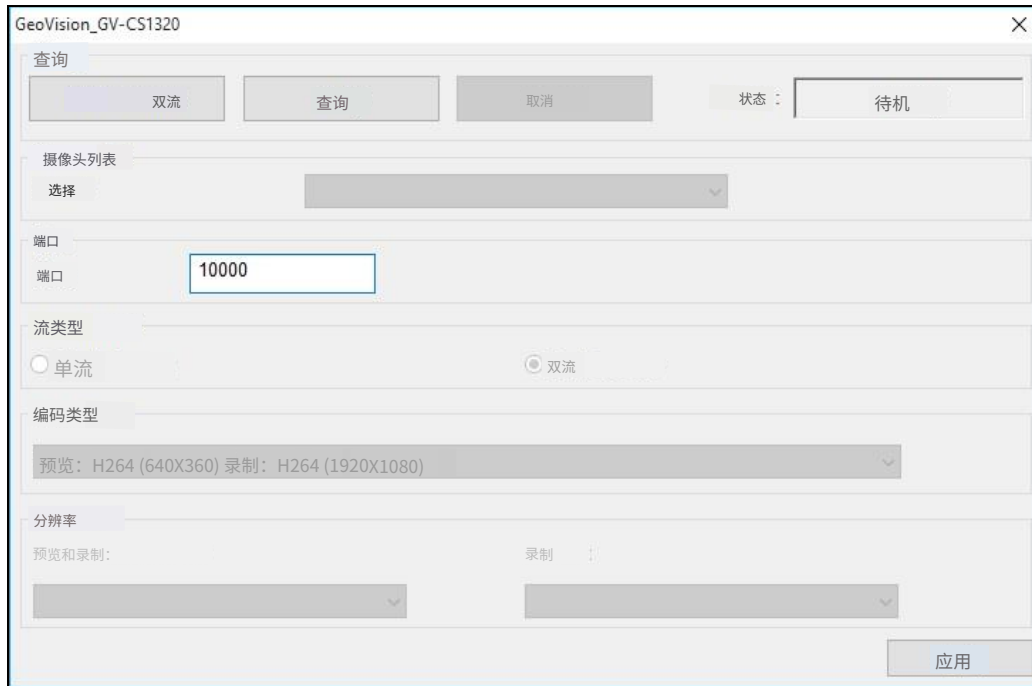 GeoVision_GV-CS1320
查询
双流
查询
取消
状态 :
待机
摄像头列表
选择
端口
端口
10000
流类型
单流
双流
编码类型
预览：H264 (640X360) 录制：H264 (1920X1080)
分辨率
预览和录制:
录制 :
应用